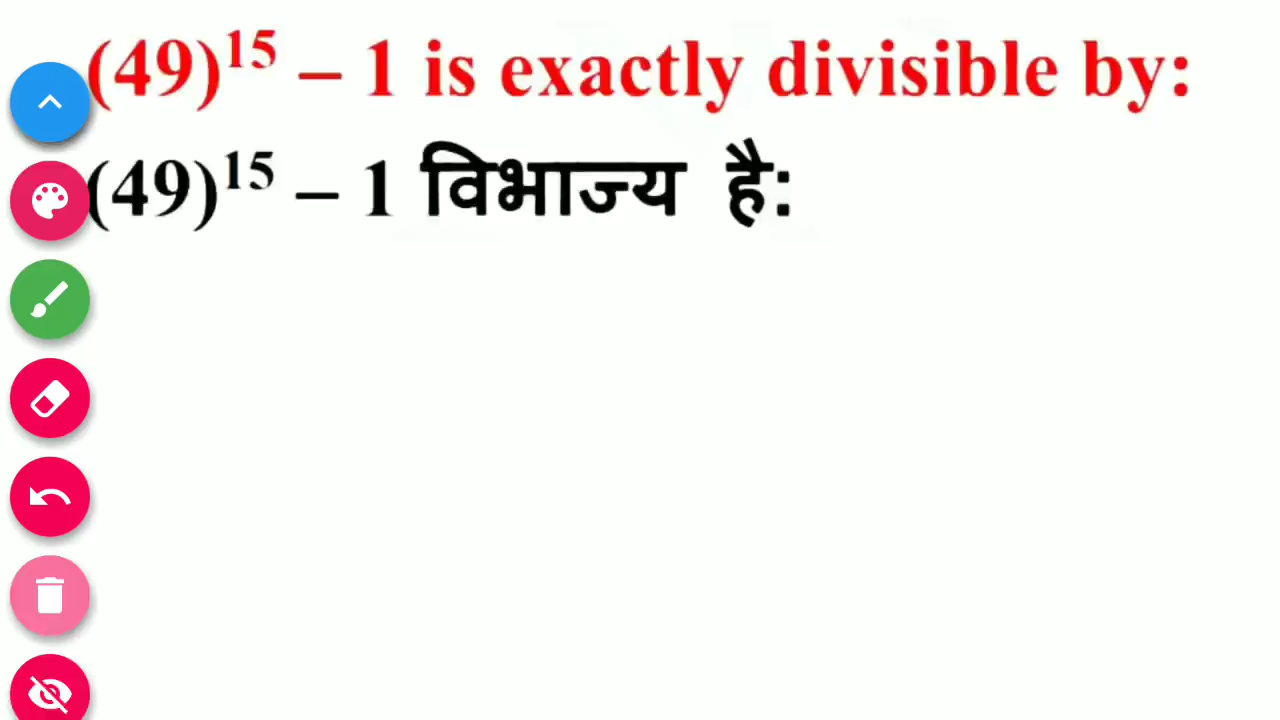 (49)¹⁵ – 1 is exactly divisible by:
(49)¹⁵ – 1 विभाज्य है: